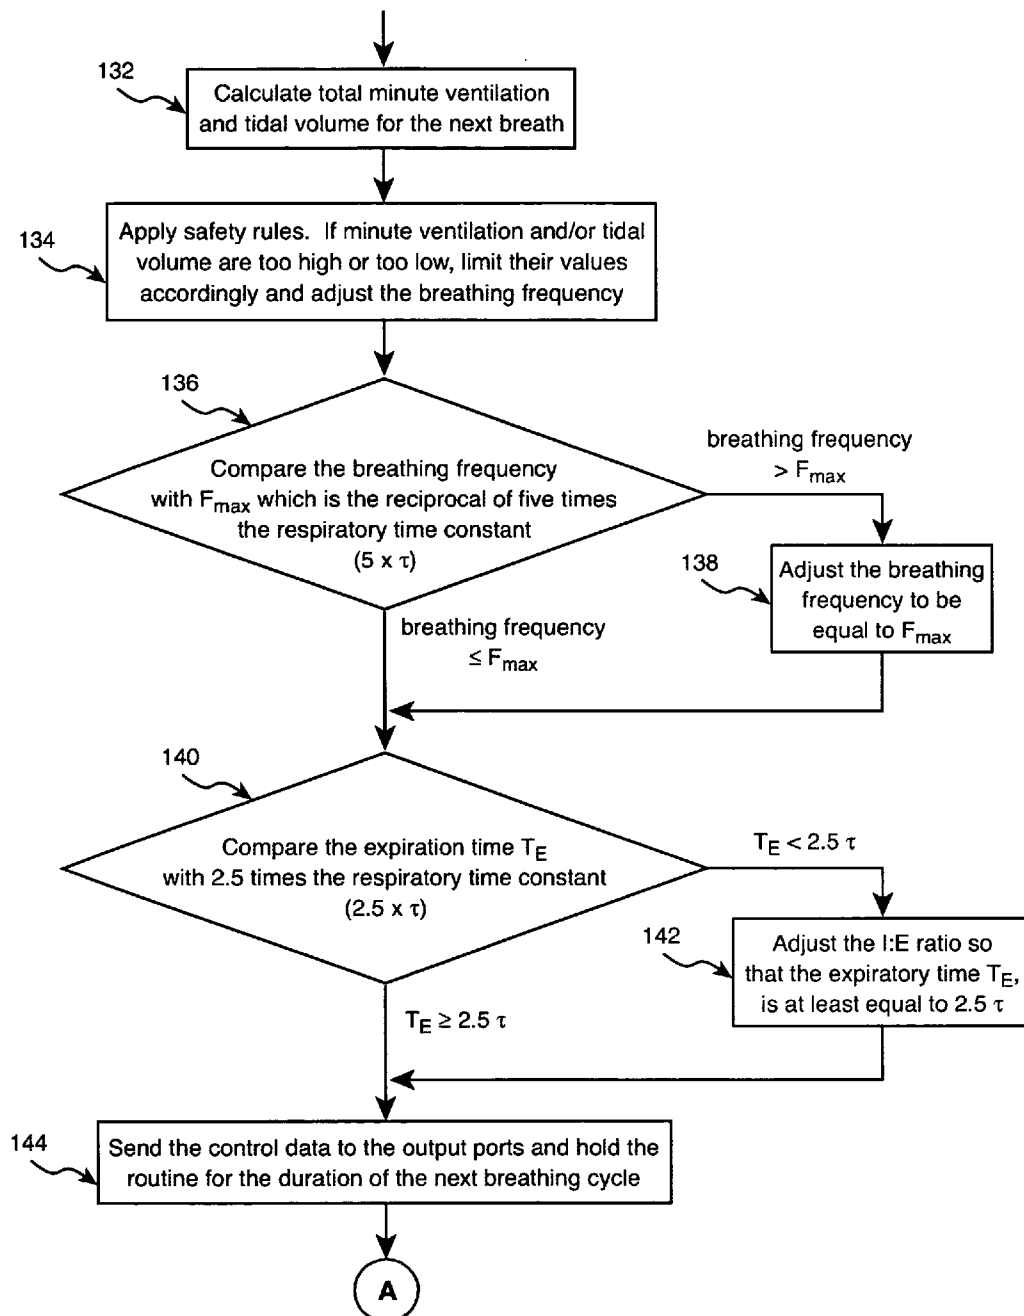 132
Calculate total minute ventilation
and tidal volume for the next breath
134
Apply safety rules. If minute ventilation and/or tidal
volume are too high or too low, limit their values
accordingly and adjust the breathing frequency
136
Compare the breathing frequency
with Fmax which is the reciprocal of five times
the respiratory time constant
(5 x τ)
breathing frequency
> Fmax
138
Adjust the breathing
frequency to be
equal to Fmax
breathing frequency
≤ Fmax
140
Compare the expiration time TE
with 2.5 times the respiratory time constant
(2.5 x τ)
TE < 2.5 τ
142
Adjust the I:E ratio so
that the expiratory time TE,
is at least equal to 2.5 τ
TE ≥ 2.5 τ
144
Send the control data to the output ports and hold the
routine for the duration of the next breathing cycle
A